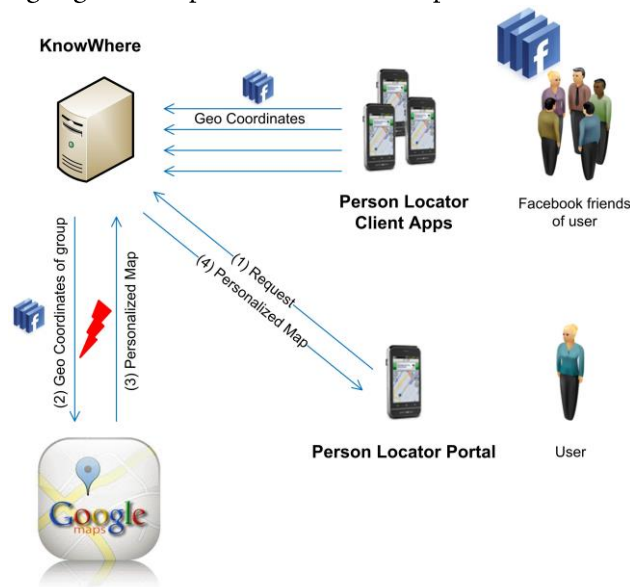 KnowWhere
Geo Coordinates
Person Locator
Client Apps
Facebook friends
of user
(1) Request
(4) Personalized Map
(2) Geo Coordinates of group
(3) Personalized Map
Person Locator Portal
User
Google
maps